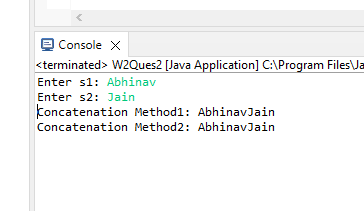 Console
<terminated> W2Ques2 [Java Application] C:\Program Files\Ja
Enter s1: Abhinav
Enter s2: Jain
Concatenation Method1: AbhinavJain
Concatenation Method2: AbhinavJain